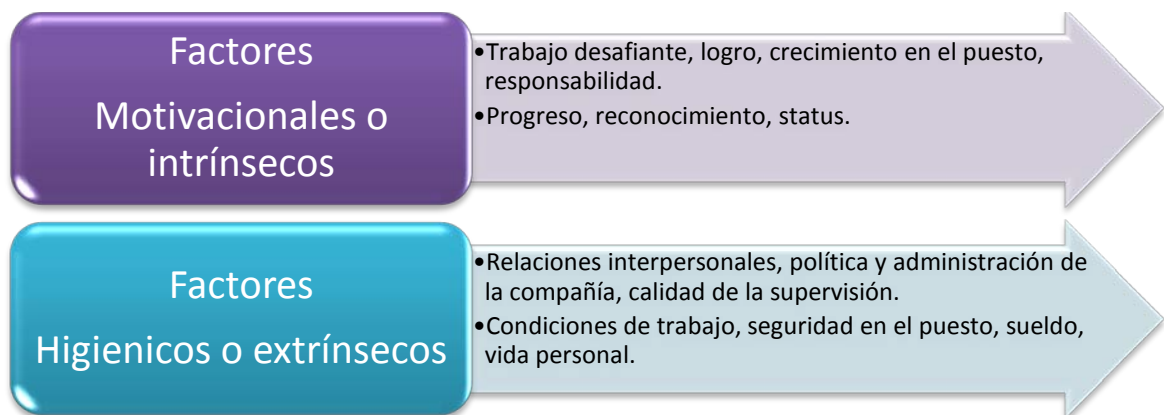 Factores
Motivacionales o
intrínsecos
•Trabajo desafiante, logro, crecimiento en el puesto,
responsabilidad.
•Progreso, reconocimiento, status.
Factores
Higienicos o extrínsecos
•Relaciones interpersonales, política y administración de
la compañía, calidad de la supervisión.
•Condiciones de trabajo, seguridad en el puesto, sueldo,
vida personal.